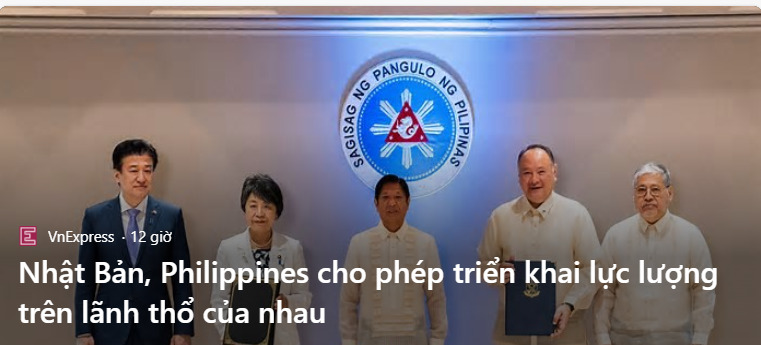 SAGISAG NG PANGULO NG PILIPINAS
VnExpress · 12 giờ
Nhật Bản, Philippines cho phép triển khai lực lượng
trên lãnh thổ của nhau